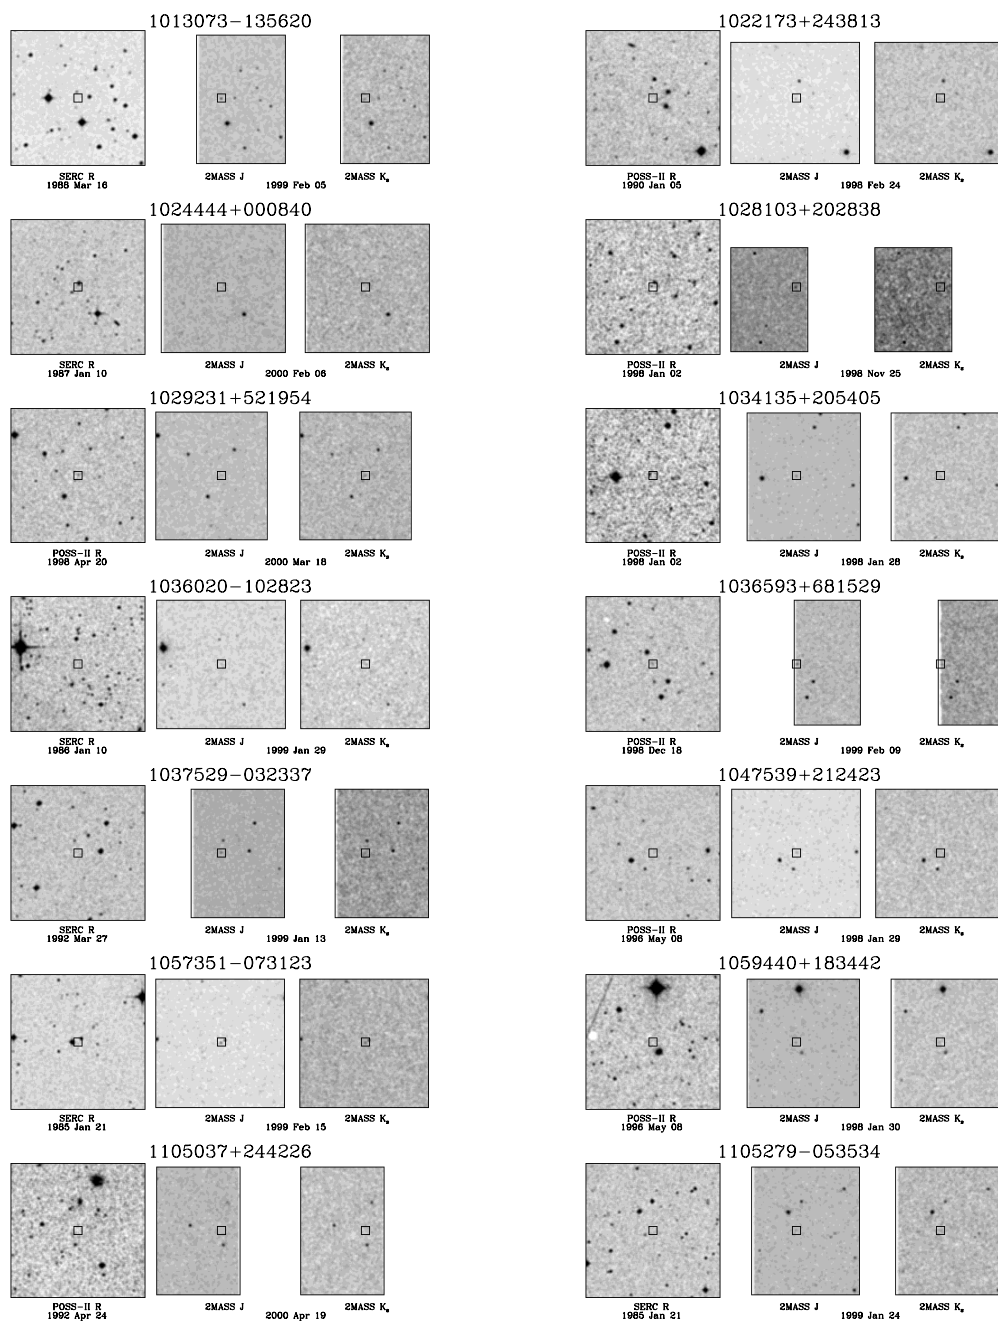 1013073−135620
SERC R
1988 Mar 16
2MASS J
1999 Feb 05
2MASS Ks
1022173+243813
POSS-II R
1990 Jan 05
2MASS J
1998 Feb 24
2MASS Ks
1024444+000840
SERC R
1987 Jan 10
2MASS J
2000 Feb 06
2MASS Ks
1028103+202838
POSS-II R
1998 Jan 02
2MASS J
1998 Nov 25
2MASS Ks
1029231+521954
POSS-II R
1998 Apr 20
2MASS J
2000 Mar 18
2MASS Ks
1034135+205405
POSS-II R
1998 Jan 02
2MASS J
1998 Jan 28
2MASS Ks
1036020−102823
SERC R
1986 Jan 10
2MASS J
1999 Jan 29
2MASS Ks
1036593+681529
POSS-II R
1998 Dec 18
2MASS J
1999 Feb 09
2MASS Ks
1037529−032337
SERC R
1992 Mar 27
2MASS J
1999 Jan 13
2MASS Ks
1047539+212423
POSS-II R
1996 May 08
2MASS J
1998 Jan 29
2MASS Ks
1057351−073123
SERC R
1985 Jan 21
2MASS J
1999 Feb 15
2MASS Ks
1059440+183442
POSS-II R
1996 May 08
2MASS J
1998 Jan 30
2MASS Ks
1105037+244226
POSS-II R
1992 Apr 24
2MASS J
2000 Apr 19
2MASS Ks
1105279−053534
SERC R
1985 Jan 21
2MASS J
1999 Jan 24
2MASS Ks